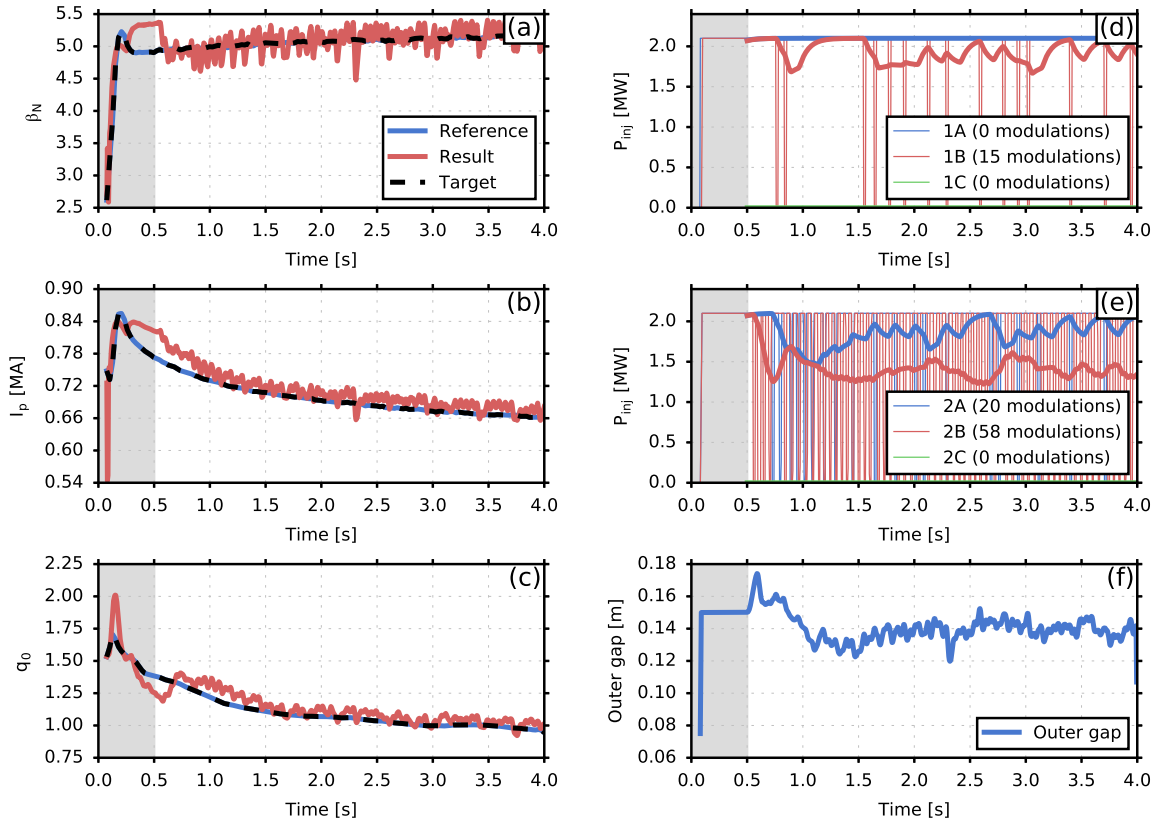 (a)
5.5
5.0
4.5
4.0
3.5
3.0
2.5
β_N
Reference
Result
Target
0.0 0.5 1.0 1.5 2.0 2.5 3.0 3.5 4.0
Time [s]
(d)
2.0
1.5
1.0
0.5
0.0
P_inj [MW]
1A (0 modulations)
1B (15 modulations)
1C (0 modulations)
0.0 0.5 1.0 1.5 2.0 2.5 3.0 3.5 4.0
Time [s]
(b)
0.90
0.84
0.78
0.72
0.66
0.60
0.54
I_p [MA]
0.0 0.5 1.0 1.5 2.0 2.5 3.0 3.5 4.0
Time [s]
(e)
2.0
1.5
1.0
0.5
0.0
P_inj [MW]
2A (20 modulations)
2B (58 modulations)
2C (0 modulations)
0.0 0.5 1.0 1.5 2.0 2.5 3.0 3.5 4.0
Time [s]
(c)
2.25
2.00
1.75
1.50
1.25
1.00
0.75
q_0
0.0 0.5 1.0 1.5 2.0 2.5 3.0 3.5 4.0
Time [s]
(f)
0.18
0.16
0.14
0.12
0.10
0.08
0.06
Outer gap [m]
Outer gap
0.0 0.5 1.0 1.5 2.0 2.5 3.0 3.5 4.0
Time [s]